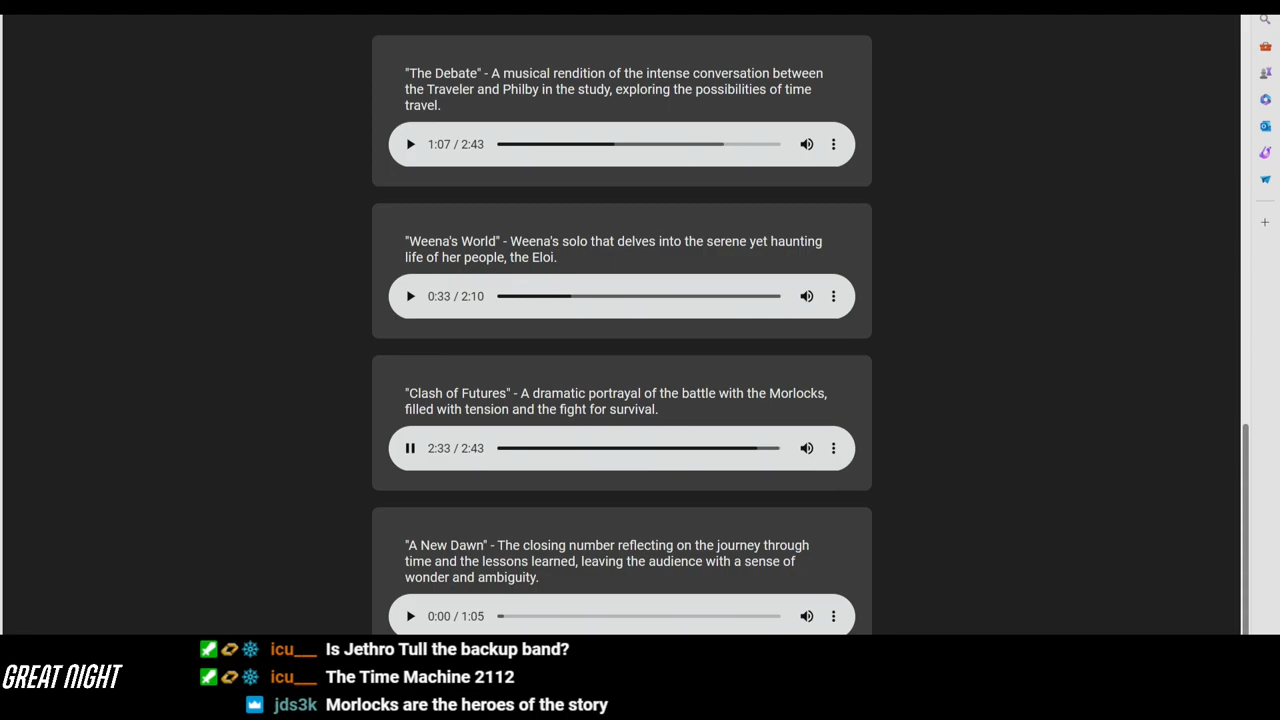 "The Debate" - A musical rendition of the intense conversation between
the Traveler and Philby in the study, exploring the possibilities of time
travel.
1:07 / 2:43
"Weena's World" - Weena's solo that delves into the serene yet haunting
life of her people, the Eloi.
0:33 / 2:10
"Clash of Futures" - A dramatic portrayal of the battle with the Morlocks,
filled with tension and the fight for survival.
2:33 / 2:43
"A New Dawn" - The closing number reflecting on the journey through
time and the lessons learned, leaving the audience with a sense of
wonder and ambiguity.
0:00 / 1:05
icu___ Is Jethro Tull the backup band?
GREAT NIGHT
icu___ The Time Machine 2112
jds3k Morlocks are the heroes of the story